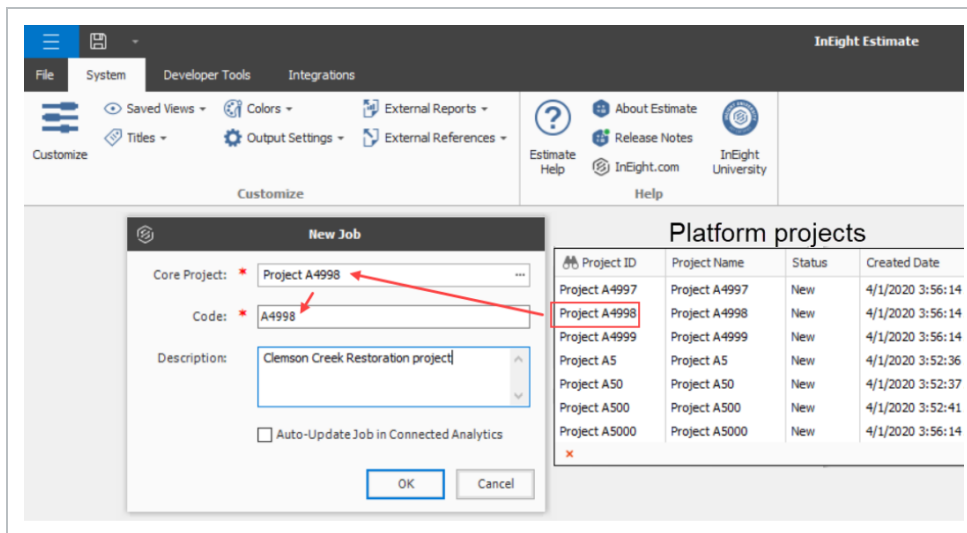 InEight Estimate
File System Developer Tools Integrations
Saved Views Colors External Reports About Estimate
Titles Output Settings External References Release Notes
Customize Estimate Help InEight.com InEight University
Customize Help
New Job
Platform projects
Core Project: * Project A4998 ...
Code: * A4998
Description: Clemson Creek Restoration project
Auto-Update Job in Connected Analytics
OK Cancel
Project ID Project Name Status Created Date
Project A4997 Project A4997 New 4/1/2020 3:56:14
Project A4998 Project A4998 New 4/1/2020 3:56:14
Project A4999 Project A4999 New 4/1/2020 3:56:14
Project A5 Project A5 New 4/1/2020 3:52:36
Project A50 Project A50 New 4/1/2020 3:52:37
Project A500 Project A500 New 4/1/2020 3:52:41
Project A5000 Project A5000 New 4/1/2020 3:56:14